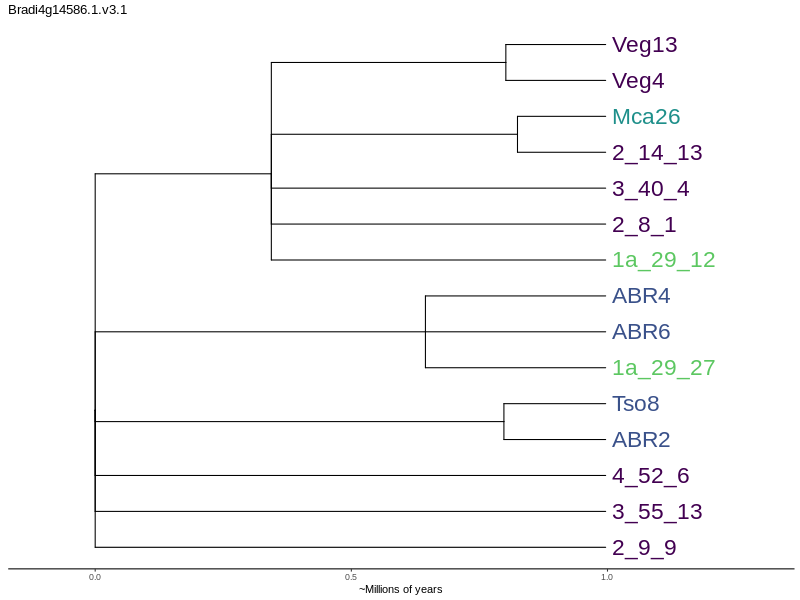 Bradi4g14586.1.v3.1
Veg13
Veg4
Mca26
2_14_13
3_40_4
2_8_1
1a_29_12
ABR4
ABR6
1a_29_27
Tso8
ABR2
4_52_6
3_55_13
2_9_9
0.0 0.5 1.0
~Millions of years